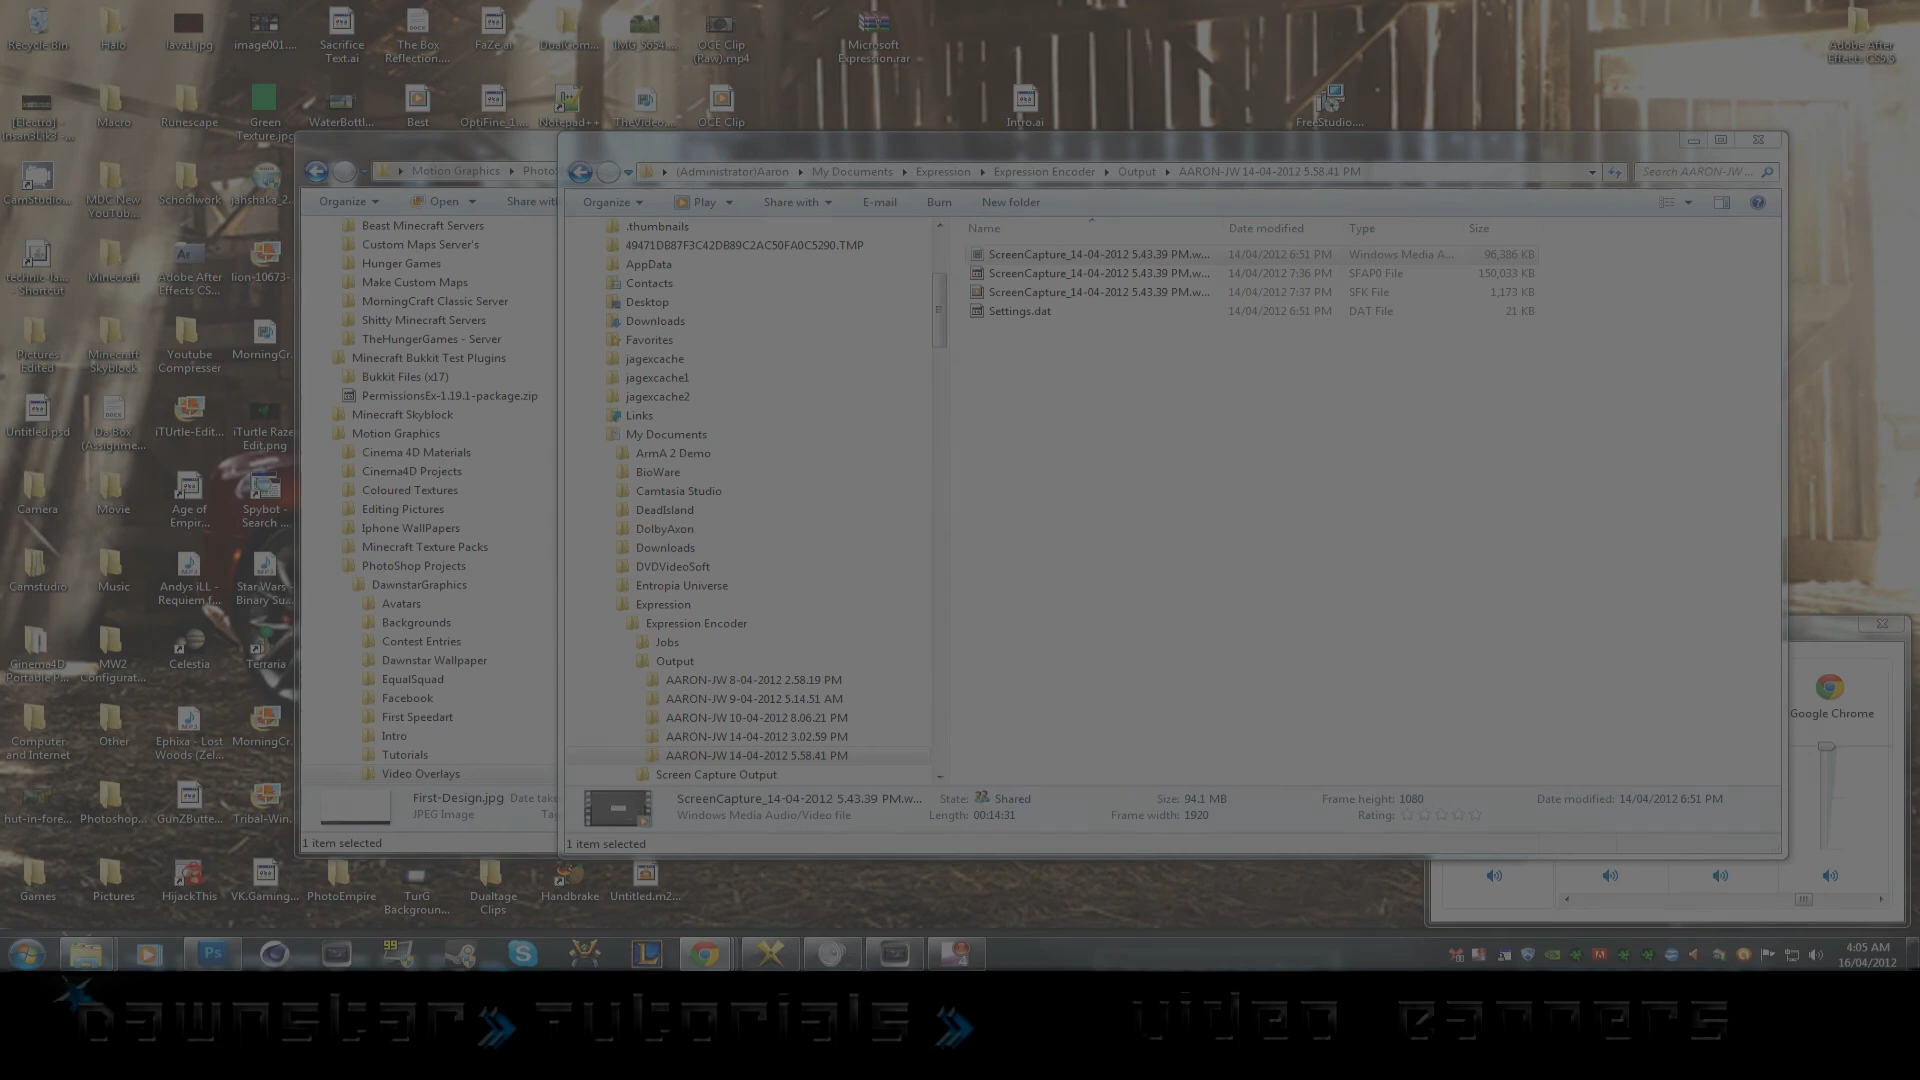 Recycle Bin
Halo
lava1.jpg
image001....
Sacrifice Text.ai
The Box Reflection....
FaZe.ai
DualCom...
IMG_5654....
OCE Clip (Raw).mp4
Microsoft Expression.rar
Adobe After Effects CS5.5
[Electro] - Insan3Lik3 -...
Macro
Runescape
Green Texture.jpg
WaterBottl...
Best
OptiFine_1....
Notepad++
TheVideo....
OCE Clip
Intro.ai
FreeStudio....
CamStudio...
MDC New YouTub...
Schoolwork
jahshaka_2...
technic-la... - Shortcut
Minecraft
Adobe After Effects CS...
lion-10673-...
Pictures Edited
Minecraft Skyblock
Youtube Compresser
MorningCr...
Untitled.psd
Da Box (Assignme...
iTUrtle-Edit...
iTurtle Raze Edit.png
Camera
Movie
Age of Empir...
Spybot - Search ...
Camstudio
Music
Andys iLL - Requiem f...
Star Wars - Binary Su...
Cinema4D Portable P...
MW2 Configurat...
Celestia
Terraria
Computer and Internet
Other
Ephixa - Lost Woods (Zel...
MorningCr...
hut-in-fore...
Photoshop...
GunZButte...
Tribal-Win...
Games
Pictures
HijackThis
VK.Gaming...
PhotoEmpire
TurG Backgroun...
Dualtage Clips
Handbrake
Untitled.m2...
Motion Graphics
Organize
Open
Beast Minecraft Servers
Custom Maps Server's
Hunger Games
Make Custom Maps
MorningCraft Classic Server
Shitty Minecraft Servers
TheHungerGames - Server
Minecraft Bukkit Test Plugins
Bukkit Files (x17)
PermissionsEx-1.19.1-package.zip
Minecraft Skyblock
Motion Graphics
Cinema 4D Materials
Cinema4D Projects
Coloured Textures
Editing Pictures
Iphone WallPapers
Minecraft Texture Packs
PhotoShop Projects
DawnstarGraphics
Avatars
Backgrounds
Contest Entries
Dawnstar Wallpaper
EqualSquad
Facebook
First Speedart
Intro
Tutorials
Video Overlays
First-Design.jpg Date take
JPEG Image
1 item selected
(Administrator)Aaron My Documents Expression Expression Encoder Output AARON-JW 14-04-2012 5.58.41 PM
Search AARON-JW ...
Organize Play Share with E-mail Burn New folder
.thumbnails
49471DB87F3C42DB89C2AC50FA0C5290.TMP
AppData
Contacts
Desktop
Downloads
Favorites
jagexcache
jagexcache1
jagexcache2
Links
My Documents
ArmA 2 Demo
BioWare
Camtasia Studio
DeadIsland
DolbyAxon
Downloads
DVDVideoSoft
Entropia Universe
Expression
Expression Encoder
Jobs
Output
AARON-JW 8-04-2012 2.58.19 PM
AARON-JW 9-04-2012 5.14.51 AM
AARON-JW 10-04-2012 8.06.21 PM
AARON-JW 14-04-2012 3.02.59 PM
AARON-JW 14-04-2012 5.58.41 PM
Screen Capture Output
Name Date modified Type Size
ScreenCapture_14-04-2012 5.43.39 PM.w... 14/04/2012 6:51 PM Windows Media A... 96,386 KB
ScreenCapture_14-04-2012 5.43.39 PM.w... 14/04/2012 7:36 PM SFAP0 File 150,033 KB
ScreenCapture_14-04-2012 5.43.39 PM.w... 14/04/2012 7:37 PM SFK File 1,173 KB
Settings.dat 14/04/2012 6:51 PM DAT File 21 KB
ScreenCapture_14-04-2012 5.43.39 PM.w... State: Shared Size: 94.1 MB Frame height: 1080 Date modified: 14/04/2012 6:51 PM
Windows Media Audio/Video file Length: 00:14:31 Frame width: 1920 Rating:
1 item selected
Google Chrome
Ps
99
4:05 AM
16/04/2012
Dawnstar Tutorials Video Banners